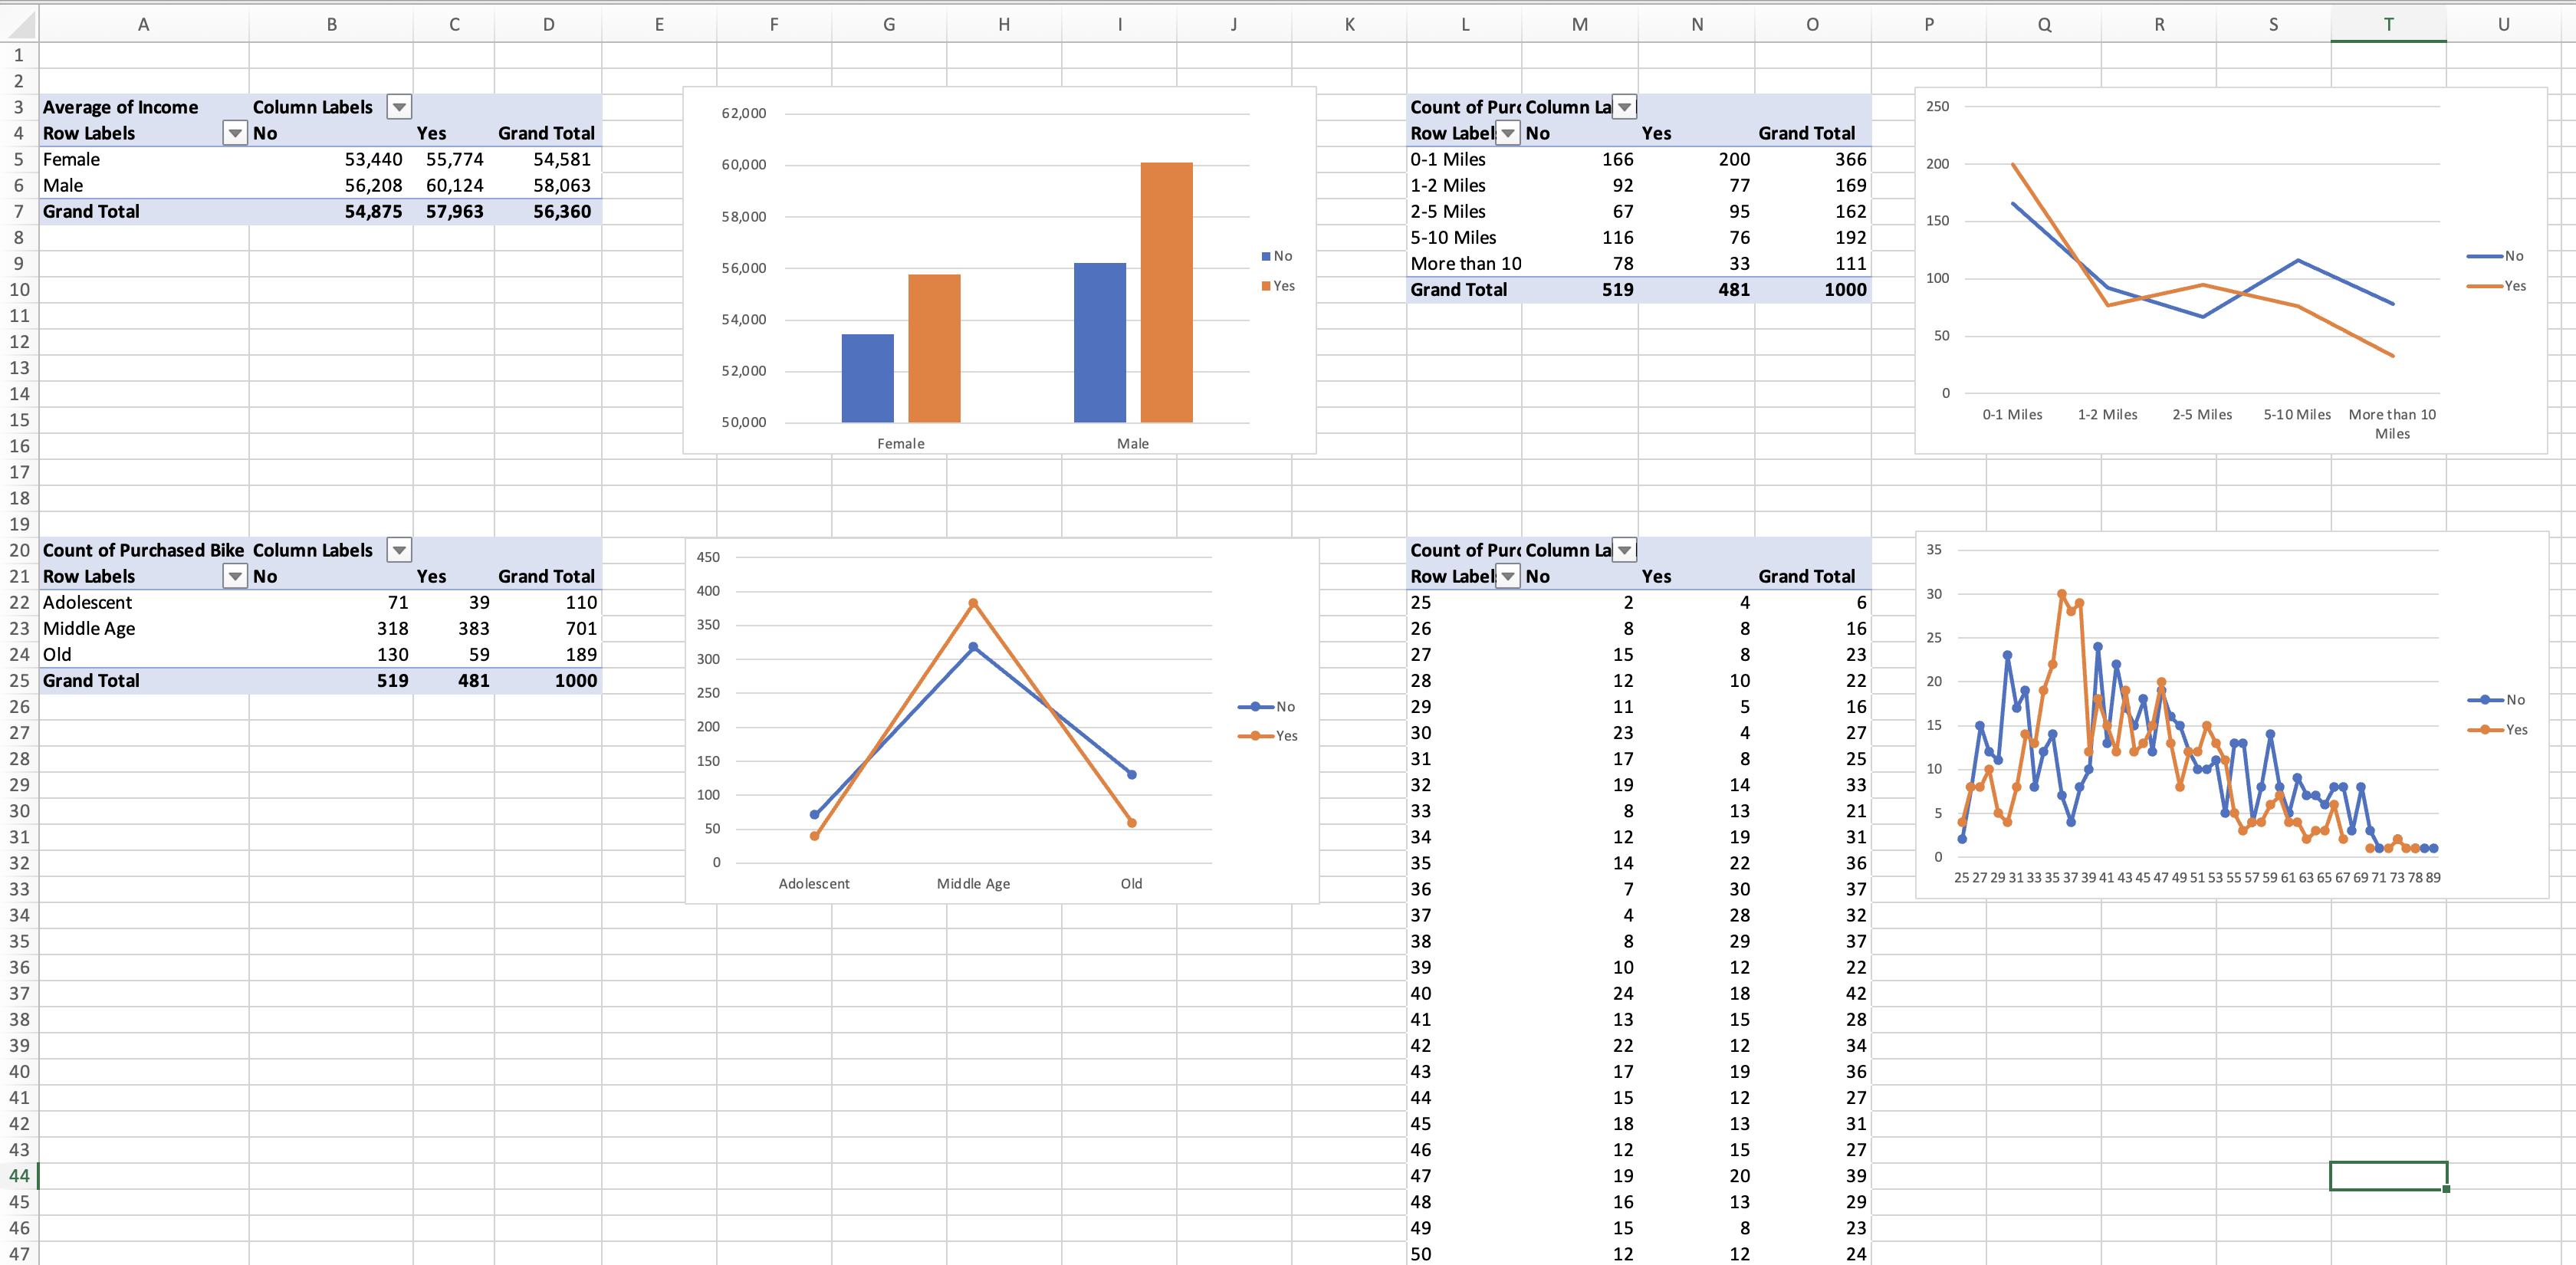 A B C D E F G H I J K L M N O P Q R S T U
1
2
3 Average of Income Column Labels
4 Row Labels No Yes Grand Total
5 Female 53,440 55,774 54,581
6 Male 56,208 60,124 58,063
7 Grand Total 54,875 57,963 56,360
8
9
10
11
12
13
14
15
16
17
18
19
20 Count of Purchased Bike Column Labels
21 Row Labels No Yes Grand Total
22 Adolescent 71 39 110
23 Middle Age 318 383 701
24 Old 130 59 189
25 Grand Total 519 481 1000
26
27
28
29
30
31
32
33
34
35
36
37
38
39
40
41
42
43
44
45
46
47
62,000
60,000
58,000
56,000
54,000
52,000
50,000
Female Male
No
Yes
450
400
350
300
250
200
150
100
50
0
Adolescent Middle Age Old
No
Yes
Count of Purc Column La
Row Label No Yes Grand Total
0-1 Miles 166 200 366
1-2 Miles 92 77 169
2-5 Miles 67 95 162
5-10 Miles 116 76 192
More than 10 78 33 111
Grand Total 519 481 1000
250
200
150
100
50
0
0-1 Miles 1-2 Miles 2-5 Miles 5-10 Miles More than 10
Miles
No
Yes
Count of Purc Column La
Row Label No Yes Grand Total
25 2 4 6
26 8 8 16
27 15 8 23
28 12 10 22
29 11 5 16
30 23 4 27
31 17 8 25
32 19 14 33
33 8 13 21
34 12 19 31
35 14 22 36
36 7 30 37
37 4 28 32
38 8 29 37
39 10 12 22
40 24 18 42
41 13 15 28
42 22 12 34
43 17 19 36
44 15 12 27
45 18 13 31
46 12 15 27
47 19 20 39
48 16 13 29
49 15 8 23
50 12 12 24
35
30
25
20
15
10
5
0
25 27 29 31 33 35 37 39 41 43 45 47 49 51 53 55 57 59 61 63 65 67 69 71 73 78 89
No
Yes